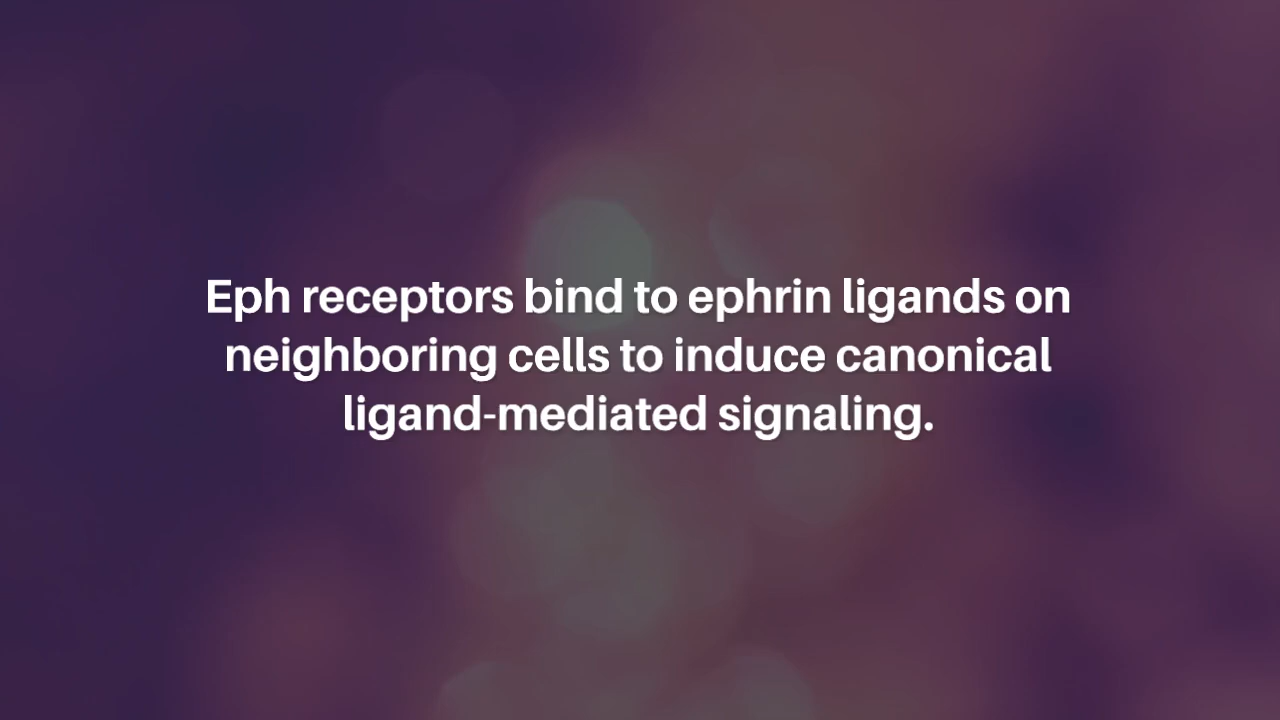 Eph receptors bind to ephrin ligands on
neighboring cells to induce canonical
ligand-mediated signaling.